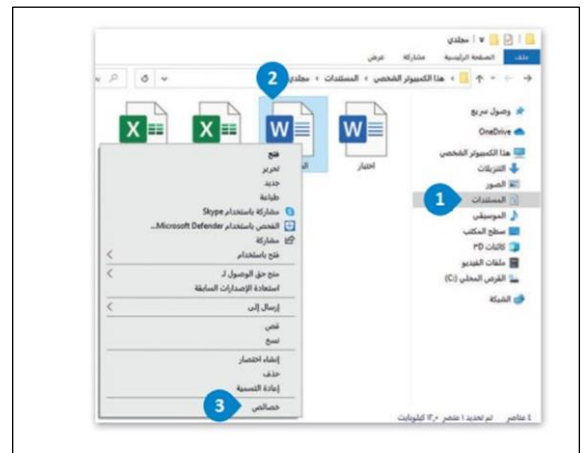 مجلدي
ملف الصفحة الرئيسية مشاركة عرض
هذا الكمبيوتر الشخصي › المستندات › مجلدي
2
وصول سريع
OneDrive
هذا الكمبيوتر الشخصي
التنزيلات
الصور
المستندات
1
الموسيقى
سطح المكتب
كائنات 3D
ملفات الفيديو
القرص المحلي (C:)
الشبكة
اختبار
فتح
تحرير
جديد
طباعة
مشاركة باستخدام Skype
الفحص باستخدام Microsoft Defender...
مشاركة
فتح باستخدام
منح حق الوصول لـ
استعادة الإصدارات السابقة
إرسال إلى
قص
نسخ
إنشاء اختصار
حذف
إعادة التسمية
خصائص
3
٤ عناصر تم تحديد ١ عنصر ١٢,٠ كيلوبايت